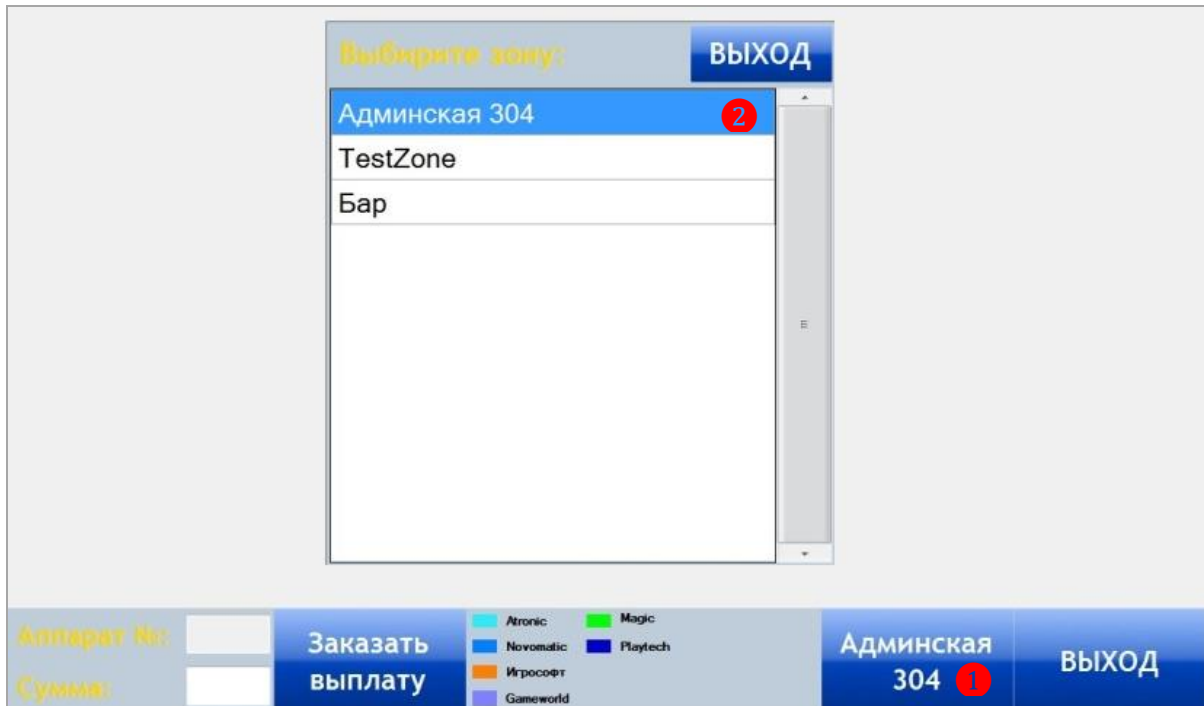 Выбирите зону:
ВЫХОД
Админская 304
2
TestZone
Бар
Аппарат №:
Сумма:
Заказать
выплату
Atronic
Novomatic
Игрософт
Gameworld
Magic
Playtech
Админская
304
1
ВЫХОД